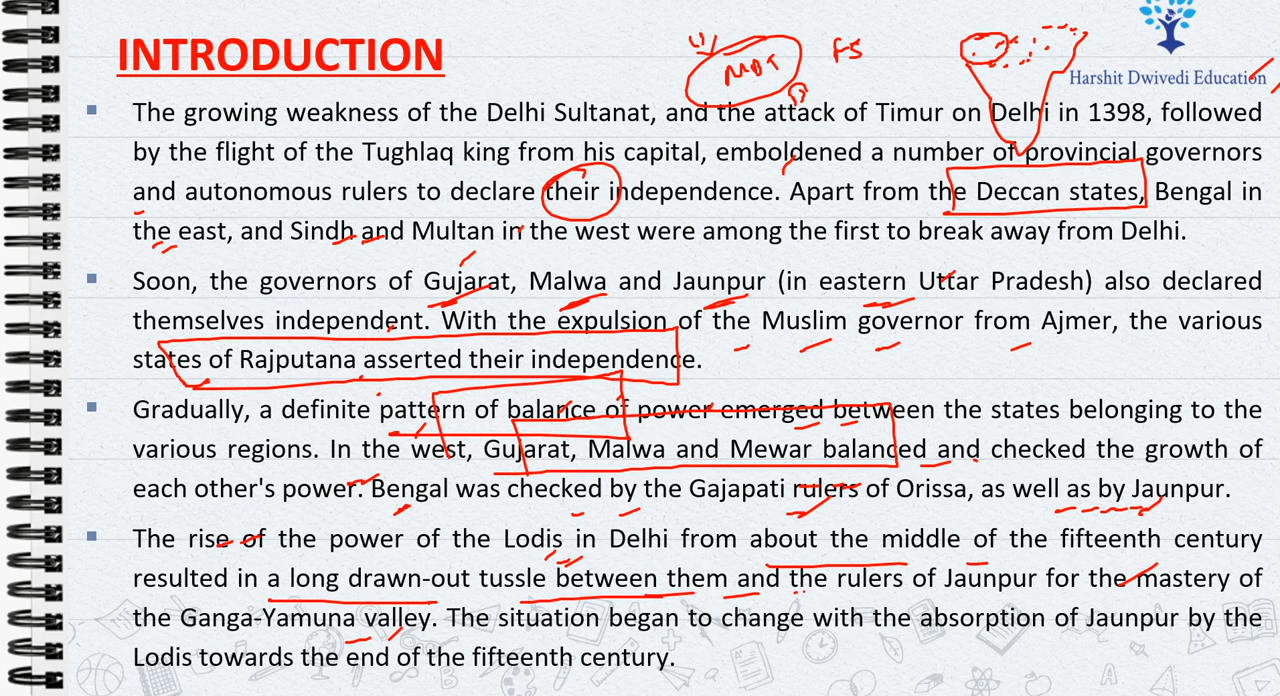 INTRODUCTION
MBT
FS
Harshit Dwivedi Education
▪ The growing weakness of the Delhi Sultanat, and the attack of Timur on Delhi in 1398, followed
by the flight of the Tughlaq king from his capital, emboldened a number of provincial governors
and autonomous rulers to declare their independence. Apart from the Deccan states, Bengal in
the east, and Sindh and Multan in the west were among the first to break away from Delhi.
▪ Soon, the governors of Gujarat, Malwa and Jaunpur (in eastern Uttar Pradesh) also declared
themselves independent. With the expulsion of the Muslim governor from Ajmer, the various
states of Rajputana asserted their independence.
▪ Gradually, a definite pattern of balance of power emerged between the states belonging to the
various regions. In the west, Gujarat, Malwa and Mewar balanced and checked the growth of
each other's power. Bengal was checked by the Gajapati rulers of Orissa, as well as by Jaunpur.
▪ The rise of the power of the Lodis in Delhi from about the middle of the fifteenth century
resulted in a long drawn-out tussle between them and the rulers of Jaunpur for the mastery of
the Ganga-Yamuna valley. The situation began to change with the absorption of Jaunpur by the
Lodis towards the end of the fifteenth century.